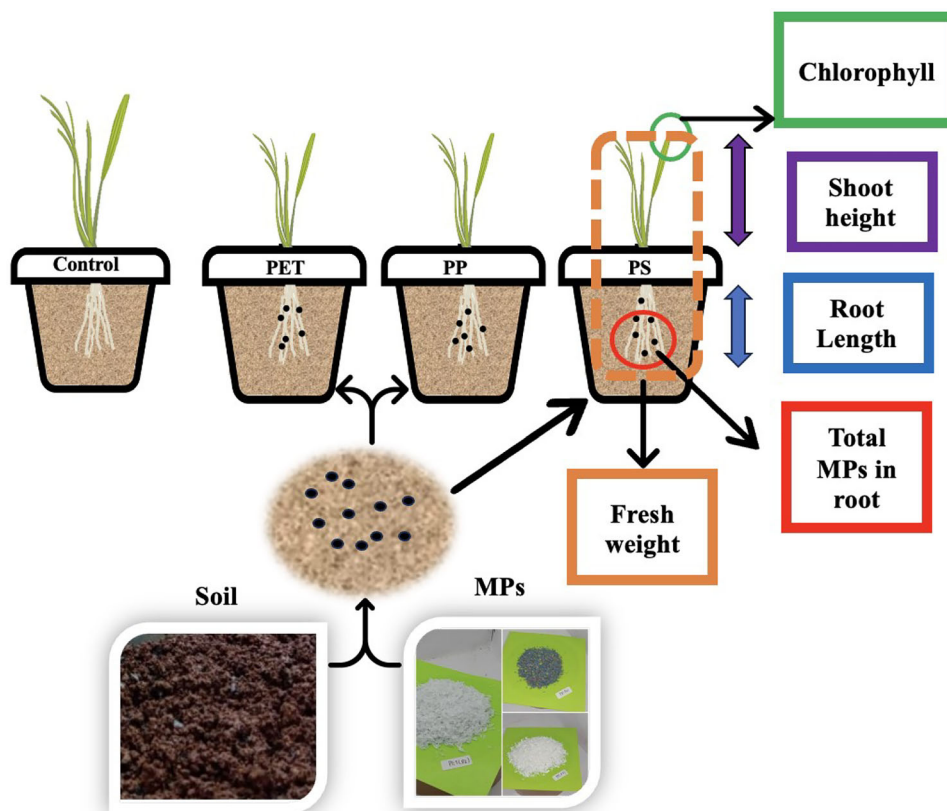 Chlorophyll
Shoot
height
Control
PET
PP
PS
Root
Length
Total
MPs in
root
Fresh
weight
Soil
MPs